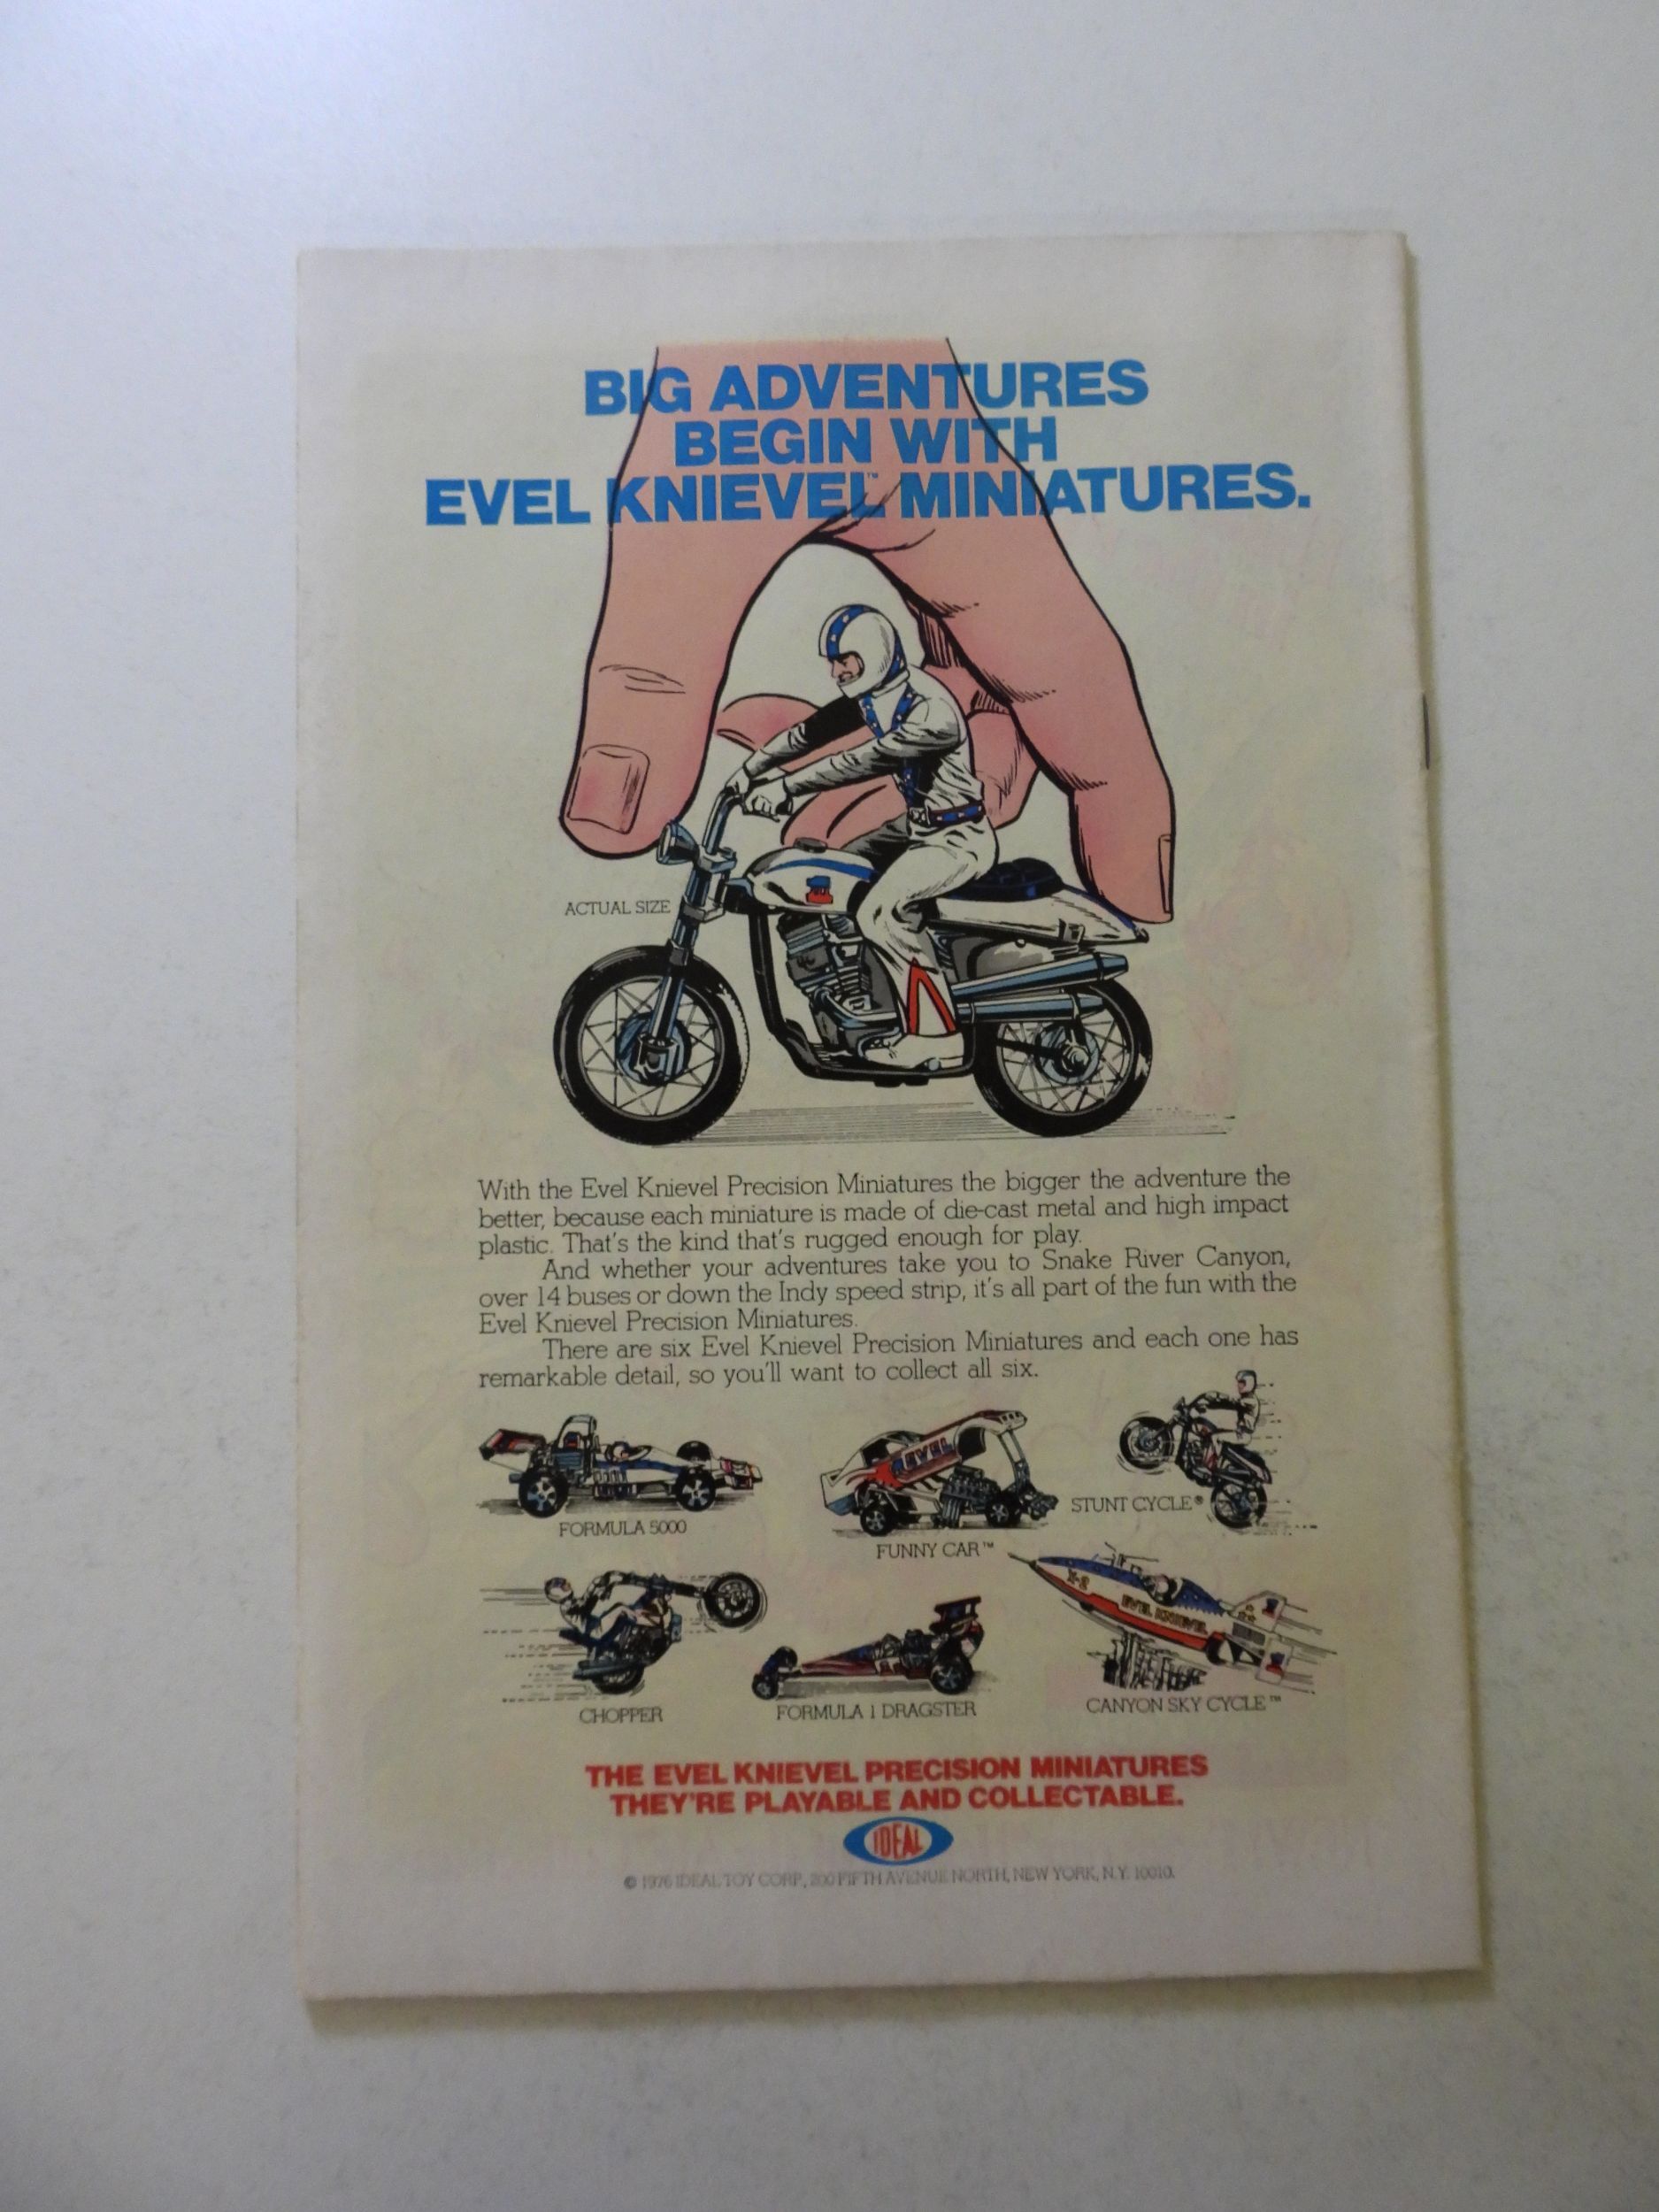 BIG ADVENTURES
BEGIN WITH
EVEL KNIEVEL™ MINIATURES.
ACTUAL SIZE
With the Evel Knievel Precision Miniatures the bigger the adventure the
better, because each miniature is made of die-cast metal and high impact
plastic. That's the kind that's rugged enough for play.
And whether your adventures take you to Snake River Canyon,
over 14 buses or down the Indy speed strip, it's all part of the fun with the
Evel Knievel Precision Miniatures.
There are six Evel Knievel Precision Miniatures and each one has
remarkable detail, so you'll want to collect all six.
EVEL
FORMULA 5000
FUNNY CAR™
STUNT CYCLE®
X-2
EVEL KNIEVEL
CHOPPER
FORMULA 1 DRAGSTER
CANYON SKY CYCLE™
THE EVEL KNIEVEL PRECISION MINIATURES
THEY'RE PLAYABLE AND COLLECTABLE.
IDEAL
© 1976 IDEAL TOY CORP., 200 FIFTH AVENUE NORTH, NEW YORK, N.Y. 10010.